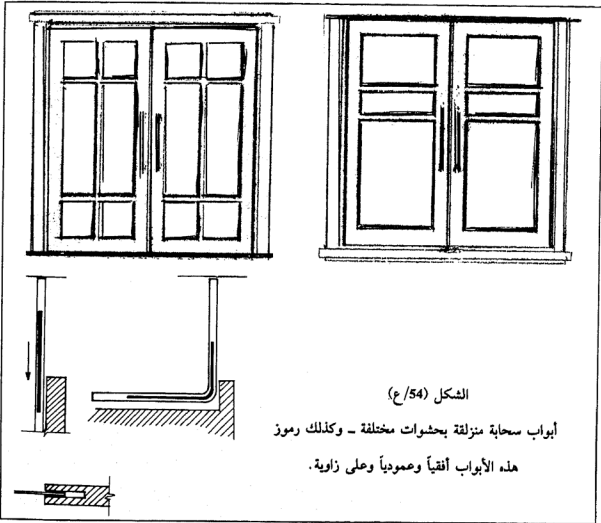 الشكل (54/ع)
أبواب سحابة منزلقة بحشوات مختلفة – وكذلك رموز
هذه الأبواب أفقياً وعمودياً وعلى زاوية.